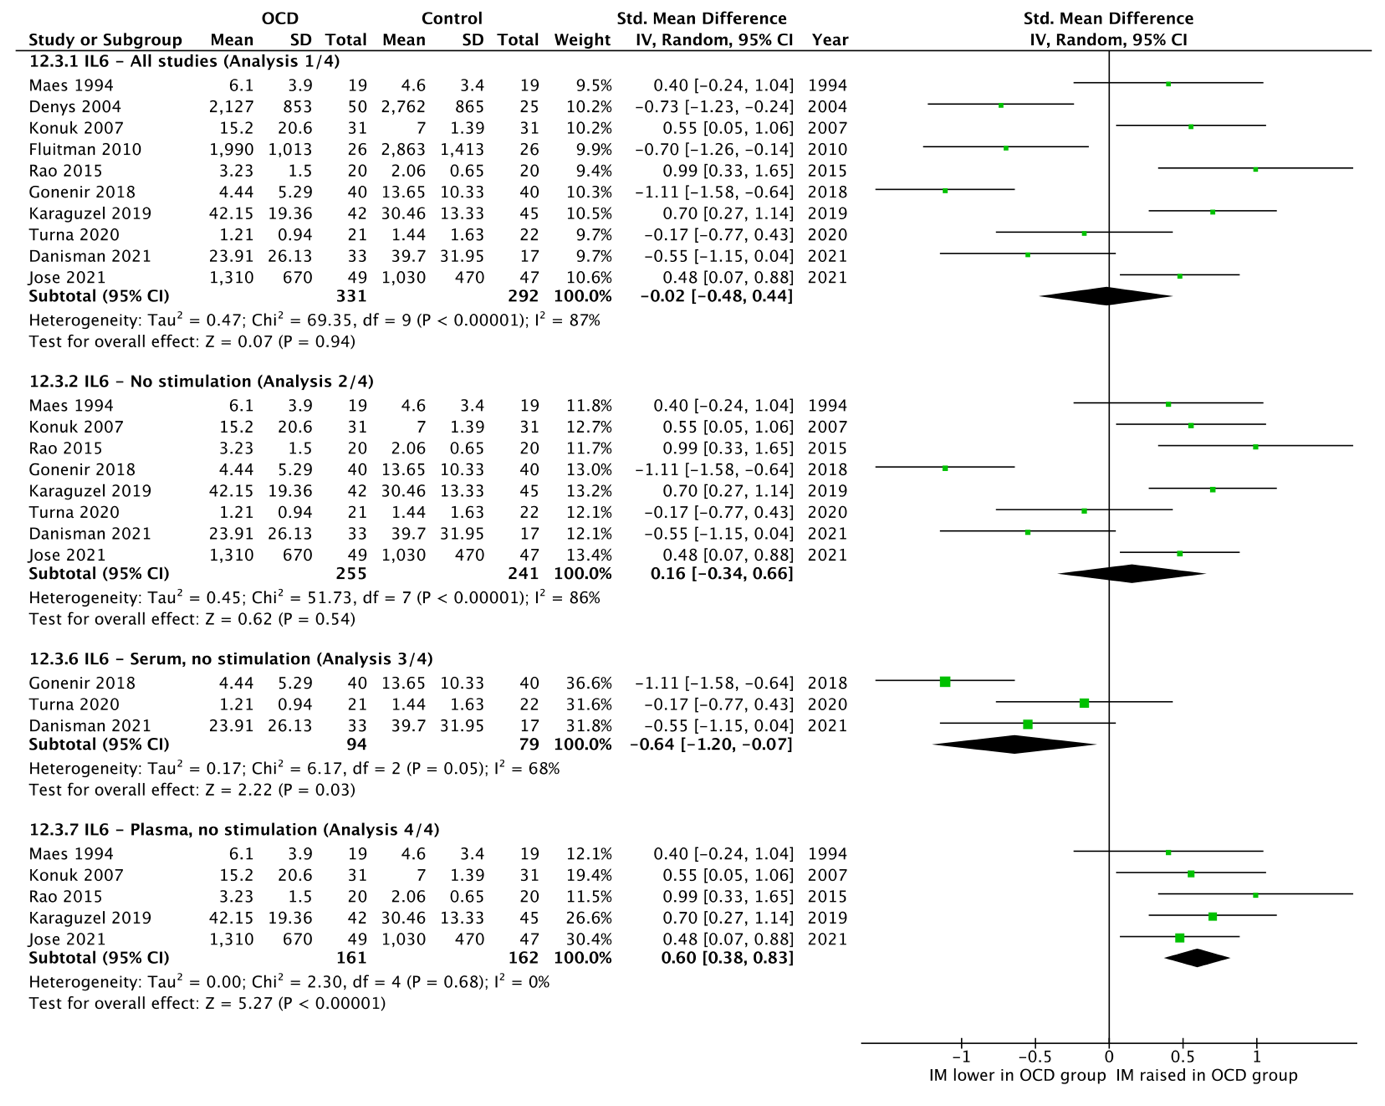 OCD Control Std. Mean Difference Std. Mean Difference
Study or Subgroup Mean SD Total Mean SD Total Weight IV, Random, 95% CI Year IV, Random, 95% CI
12.3.1 IL6 – All studies (Analysis 1/4)
Maes 1994 6.1 3.9 19 4.6 3.4 19 9.5% 0.40 [-0.24, 1.04] 1994
Denys 2004 2,127 853 50 2,762 865 25 10.2% -0.73 [-1.23, -0.24] 2004
Konuk 2007 15.2 20.6 31 7 1.39 31 10.2% 0.55 [0.05, 1.06] 2007
Fluitman 2010 1,990 1,013 26 2,863 1,413 26 9.9% -0.70 [-1.26, -0.14] 2010
Rao 2015 3.23 1.5 20 2.06 0.65 20 9.4% 0.99 [0.33, 1.65] 2015
Gonenir 2018 4.44 5.29 40 13.65 10.33 40 10.3% -1.11 [-1.58, -0.64] 2018
Karaguzel 2019 42.15 19.36 42 30.46 13.33 45 10.5% 0.70 [0.27, 1.14] 2019
Turna 2020 1.21 0.94 21 1.44 1.63 22 9.7% -0.17 [-0.77, 0.43] 2020
Danisman 2021 23.91 26.13 33 39.7 31.95 17 9.7% -0.55 [-1.15, 0.04] 2021
Jose 2021 1,310 670 49 1,030 470 47 10.6% 0.48 [0.07, 0.88] 2021
Subtotal (95% CI) 331 292 100.0% -0.02 [-0.48, 0.44]
Heterogeneity: Tau² = 0.47; Chi² = 69.35, df = 9 (P < 0.00001); I² = 87%
Test for overall effect: Z = 0.07 (P = 0.94)
12.3.2 IL6 – No stimulation (Analysis 2/4)
Maes 1994 6.1 3.9 19 4.6 3.4 19 11.8% 0.40 [-0.24, 1.04] 1994
Konuk 2007 15.2 20.6 31 7 1.39 31 12.7% 0.55 [0.05, 1.06] 2007
Rao 2015 3.23 1.5 20 2.06 0.65 20 11.7% 0.99 [0.33, 1.65] 2015
Gonenir 2018 4.44 5.29 40 13.65 10.33 40 13.0% -1.11 [-1.58, -0.64] 2018
Karaguzel 2019 42.15 19.36 42 30.46 13.33 45 13.2% 0.70 [0.27, 1.14] 2019
Turna 2020 1.21 0.94 21 1.44 1.63 22 12.1% -0.17 [-0.77, 0.43] 2020
Danisman 2021 23.91 26.13 33 39.7 31.95 17 12.1% -0.55 [-1.15, 0.04] 2021
Jose 2021 1,310 670 49 1,030 470 47 13.4% 0.48 [0.07, 0.88] 2021
Subtotal (95% CI) 255 241 100.0% 0.16 [-0.34, 0.66]
Heterogeneity: Tau² = 0.45; Chi² = 51.73, df = 7 (P < 0.00001); I² = 86%
Test for overall effect: Z = 0.62 (P = 0.54)
12.3.6 IL6 – Serum, no stimulation (Analysis 3/4)
Gonenir 2018 4.44 5.29 40 13.65 10.33 40 36.6% -1.11 [-1.58, -0.64] 2018
Turna 2020 1.21 0.94 21 1.44 1.63 22 31.6% -0.17 [-0.77, 0.43] 2020
Danisman 2021 23.91 26.13 33 39.7 31.95 17 31.8% -0.55 [-1.15, 0.04] 2021
Subtotal (95% CI) 94 79 100.0% -0.64 [-1.20, -0.07]
Heterogeneity: Tau² = 0.17; Chi² = 6.17, df = 2 (P = 0.05); I² = 68%
Test for overall effect: Z = 2.22 (P = 0.03)
12.3.7 IL6 – Plasma, no stimulation (Analysis 4/4)
Maes 1994 6.1 3.9 19 4.6 3.4 19 12.1% 0.40 [-0.24, 1.04] 1994
Konuk 2007 15.2 20.6 31 7 1.39 31 19.4% 0.55 [0.05, 1.06] 2007
Rao 2015 3.23 1.5 20 2.06 0.65 20 11.5% 0.99 [0.33, 1.65] 2015
Karaguzel 2019 42.15 19.36 42 30.46 13.33 45 26.6% 0.70 [0.27, 1.14] 2019
Jose 2021 1,310 670 49 1,030 470 47 30.4% 0.48 [0.07, 0.88] 2021
Subtotal (95% CI) 161 162 100.0% 0.60 [0.38, 0.83]
Heterogeneity: Tau² = 0.00; Chi² = 2.30, df = 4 (P = 0.68); I² = 0%
Test for overall effect: Z = 5.27 (P < 0.00001)
-1 -0.5 0 0.5 1
IM lower in OCD group IM raised in OCD group